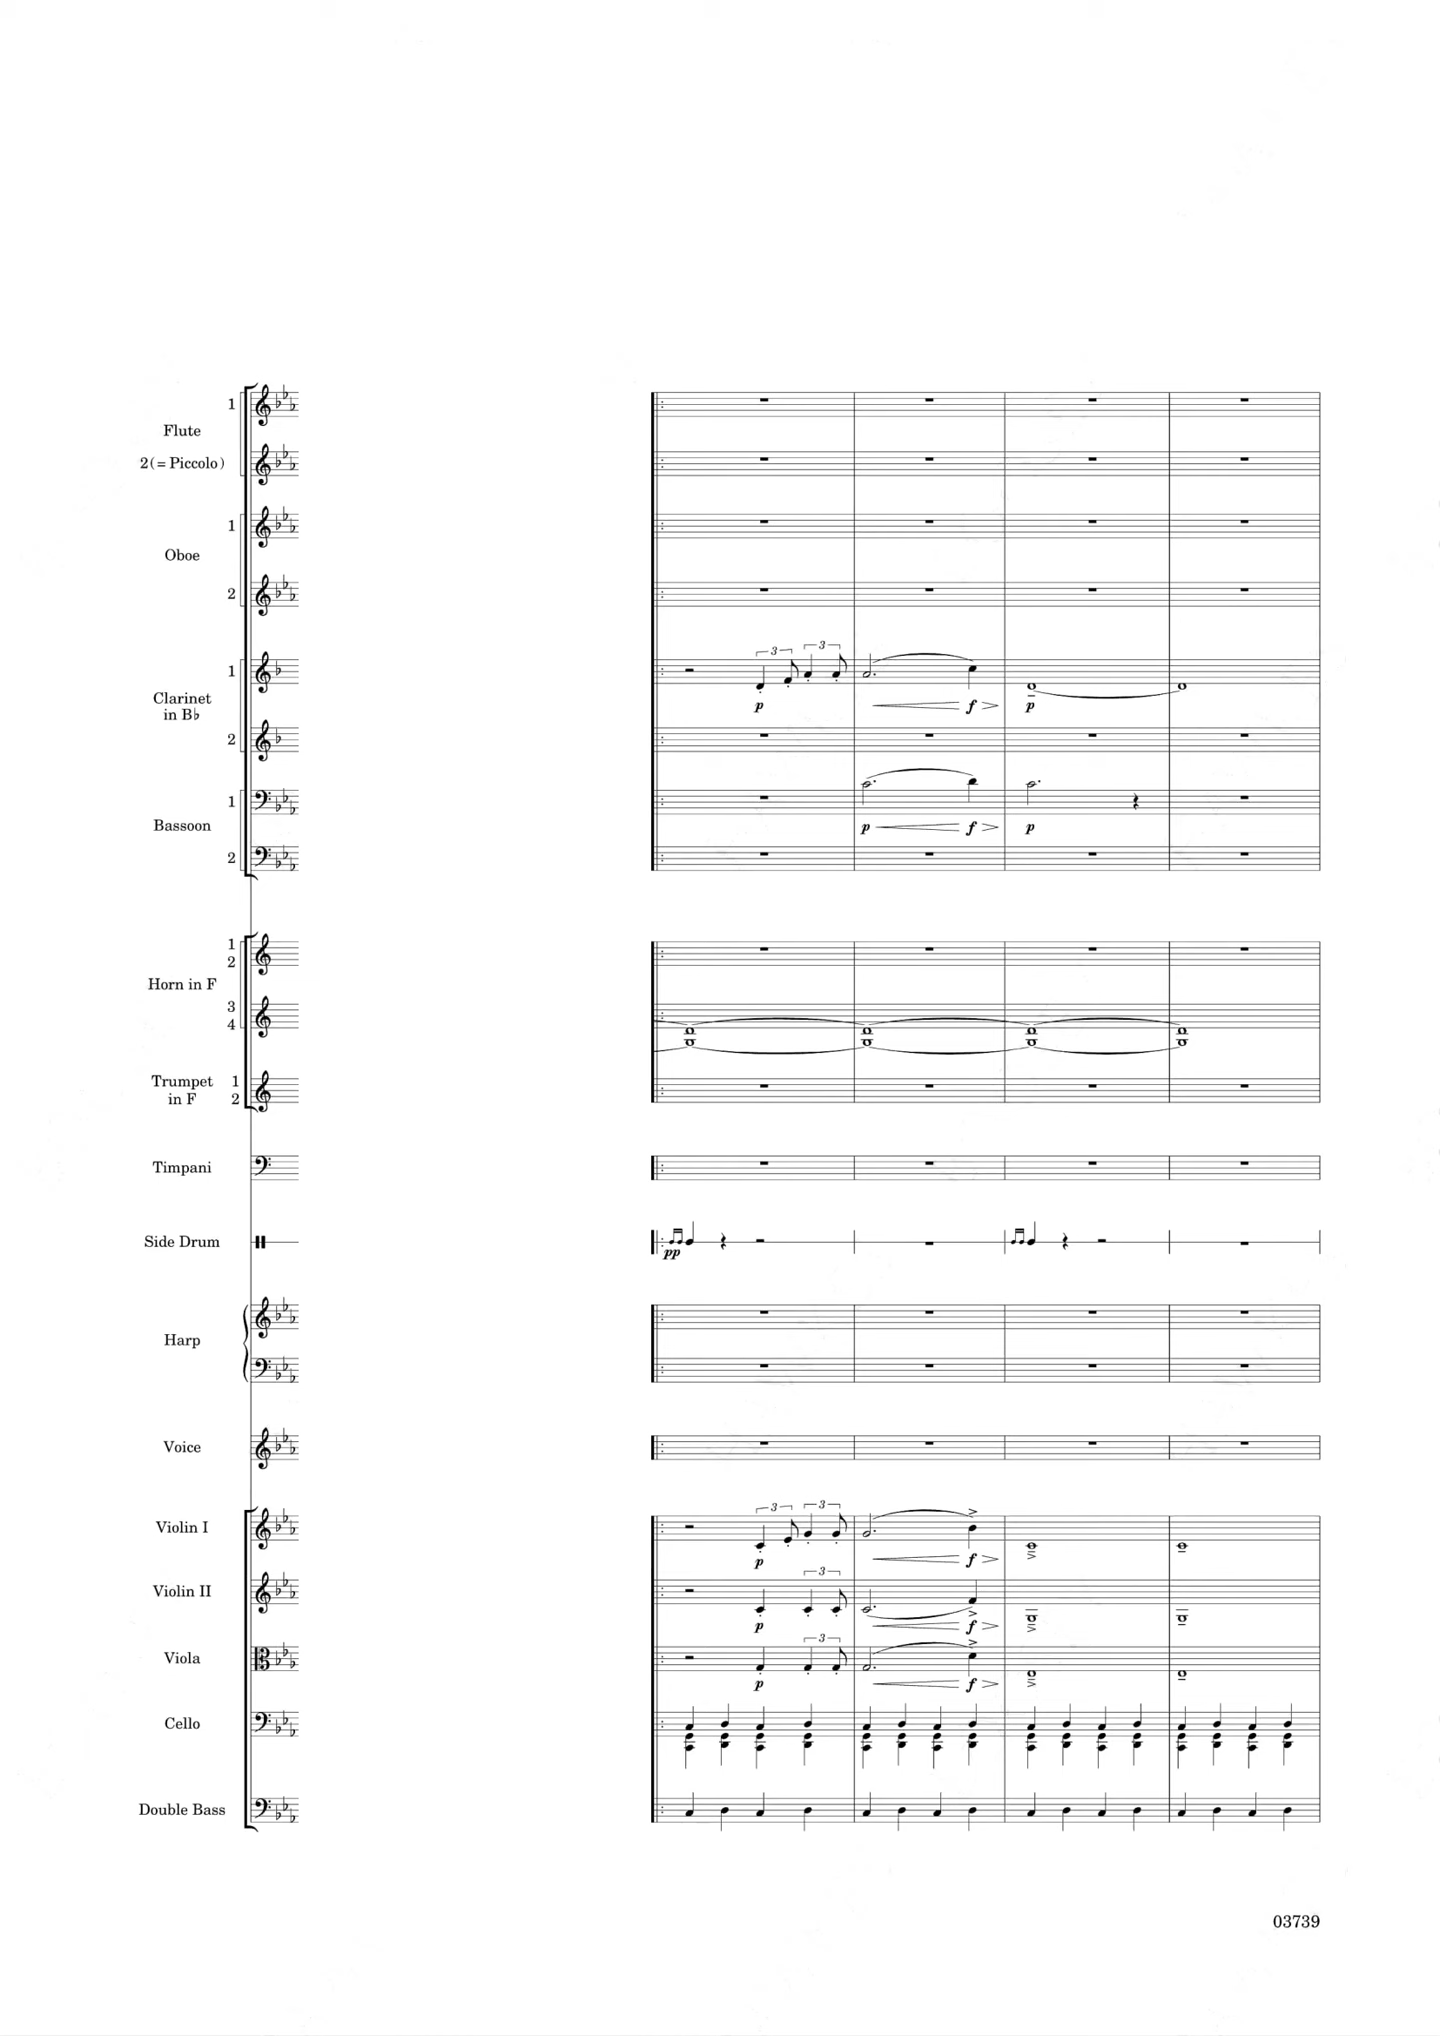 1
Flute
2(= Piccolo)
1
Oboe
2
3 3
1
Clarinet
in B♭
p f p
2
1
Bassoon
p f p
2
1
2
Horn in F
3
4
Trumpet 1
in F 2
Timpani
Side Drum
pp
Harp
Voice
3 3
Violin I
p f
3
Violin II
p f
3
Viola
p f
Cello
Double Bass
03739